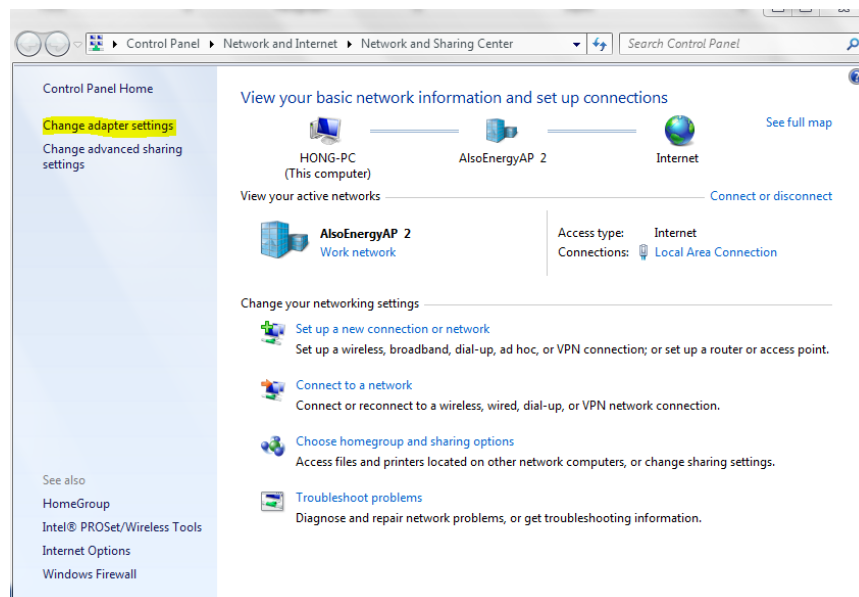 Control Panel ▸ Network and Internet ▸ Network and Sharing Center
Search Control Panel
Control Panel Home
Change adapter settings
Change advanced sharing
settings
View your basic network information and set up connections
See full map
HONG-PC
(This computer)
AlsoEnergyAP 2
Internet
View your active networks
Connect or disconnect
AlsoEnergyAP 2
Work network
Access type: Internet
Connections: Local Area Connection
Change your networking settings
Set up a new connection or network
Set up a wireless, broadband, dial-up, ad hoc, or VPN connection; or set up a router or access point.
Connect to a network
Connect or reconnect to a wireless, wired, dial-up, or VPN network connection.
Choose homegroup and sharing options
Access files and printers located on other network computers, or change sharing settings.
Troubleshoot problems
Diagnose and repair network problems, or get troubleshooting information.
See also
HomeGroup
Intel® PROSet/Wireless Tools
Internet Options
Windows Firewall